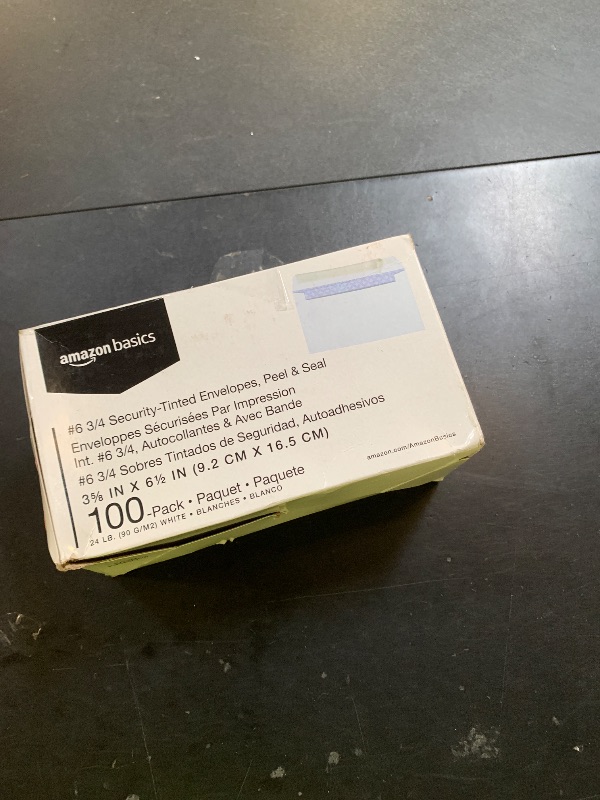 amazon basics
#6 3/4 Security-Tinted Envelopes, Peel & Seal
Enveloppes Sécurisées Par Impression
Int. #6 3/4, Autocollantes & Avec Bande
#6 3/4 Sobres Tintados de Seguridad, Autoadhesivos
3⅝ IN X 6½ IN (9.2 CM X 16.5 CM)
100-Pack • Paquet • Paquete
24 LB. (90 G/M2) WHITE • BLANCHES • BLANCO
amazon.com/AmazonBasics